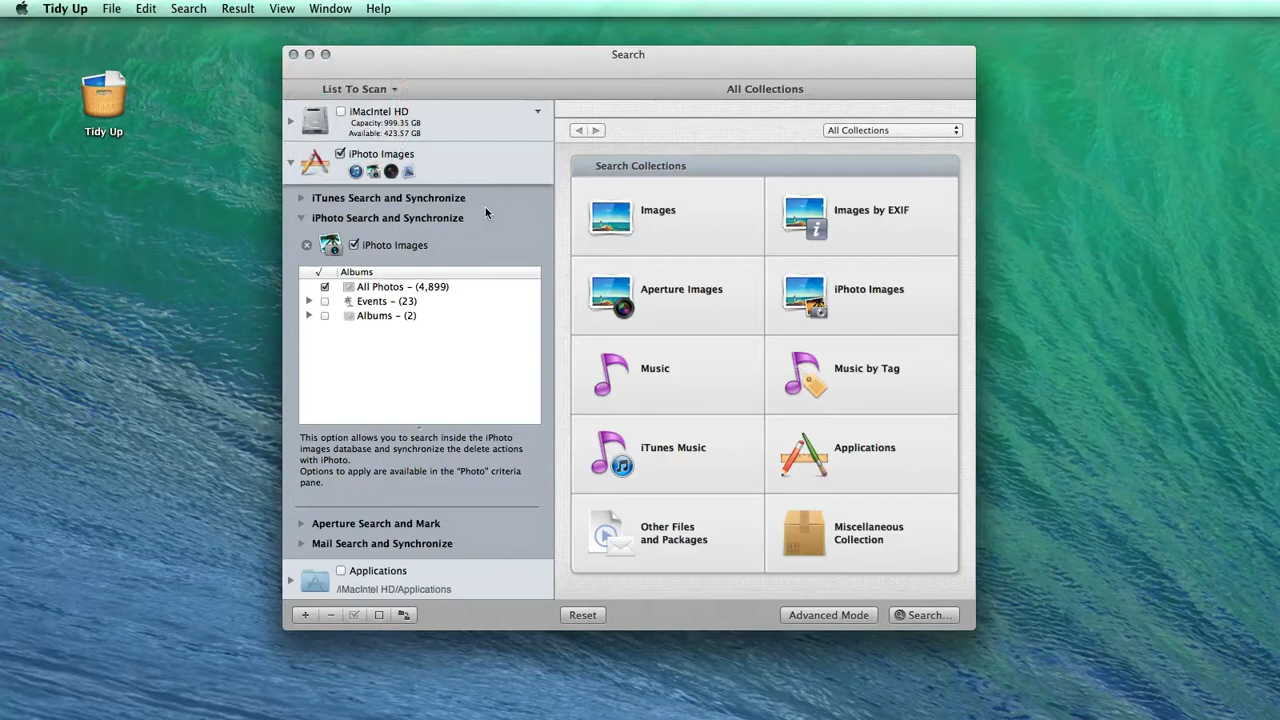 Tidy Up File Edit Search Result View Window Help
Tidy Up
Search
List To Scan
All Collections
iMacIntel HD
Capacity: 999.35 GB
Available: 423.57 GB
iPhoto Images
iTunes Search and Synchronize
iPhoto Search and Synchronize
iPhoto Images
✓ Albums
All Photos - (4,899)
Events - (23)
Albums - (2)
This option allows you to search inside the iPhoto
images database and synchronize the delete actions
with iPhoto.
Options to apply are available in the "Photo" criteria
pane.
Aperture Search and Mark
Mail Search and Synchronize
Applications
/iMacIntel HD/Applications
All Collections
Search Collections
Images
Images by EXIF
Aperture Images
iPhoto Images
Music
Music by Tag
iTunes Music
Applications
Other Files
and Packages
Miscellaneous
Collection
Reset
Advanced Mode
Search...